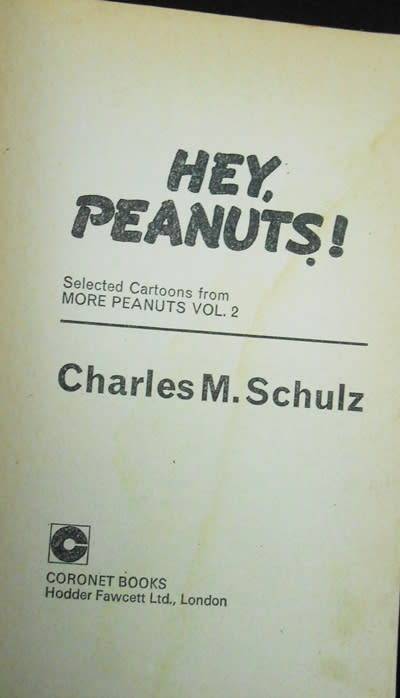 HEY,
PEANUTS!
Selected Cartoons from
MORE PEANUTS VOL. 2
Charles M. Schulz
C
CORONET BOOKS
Hodder Fawcett Ltd., London